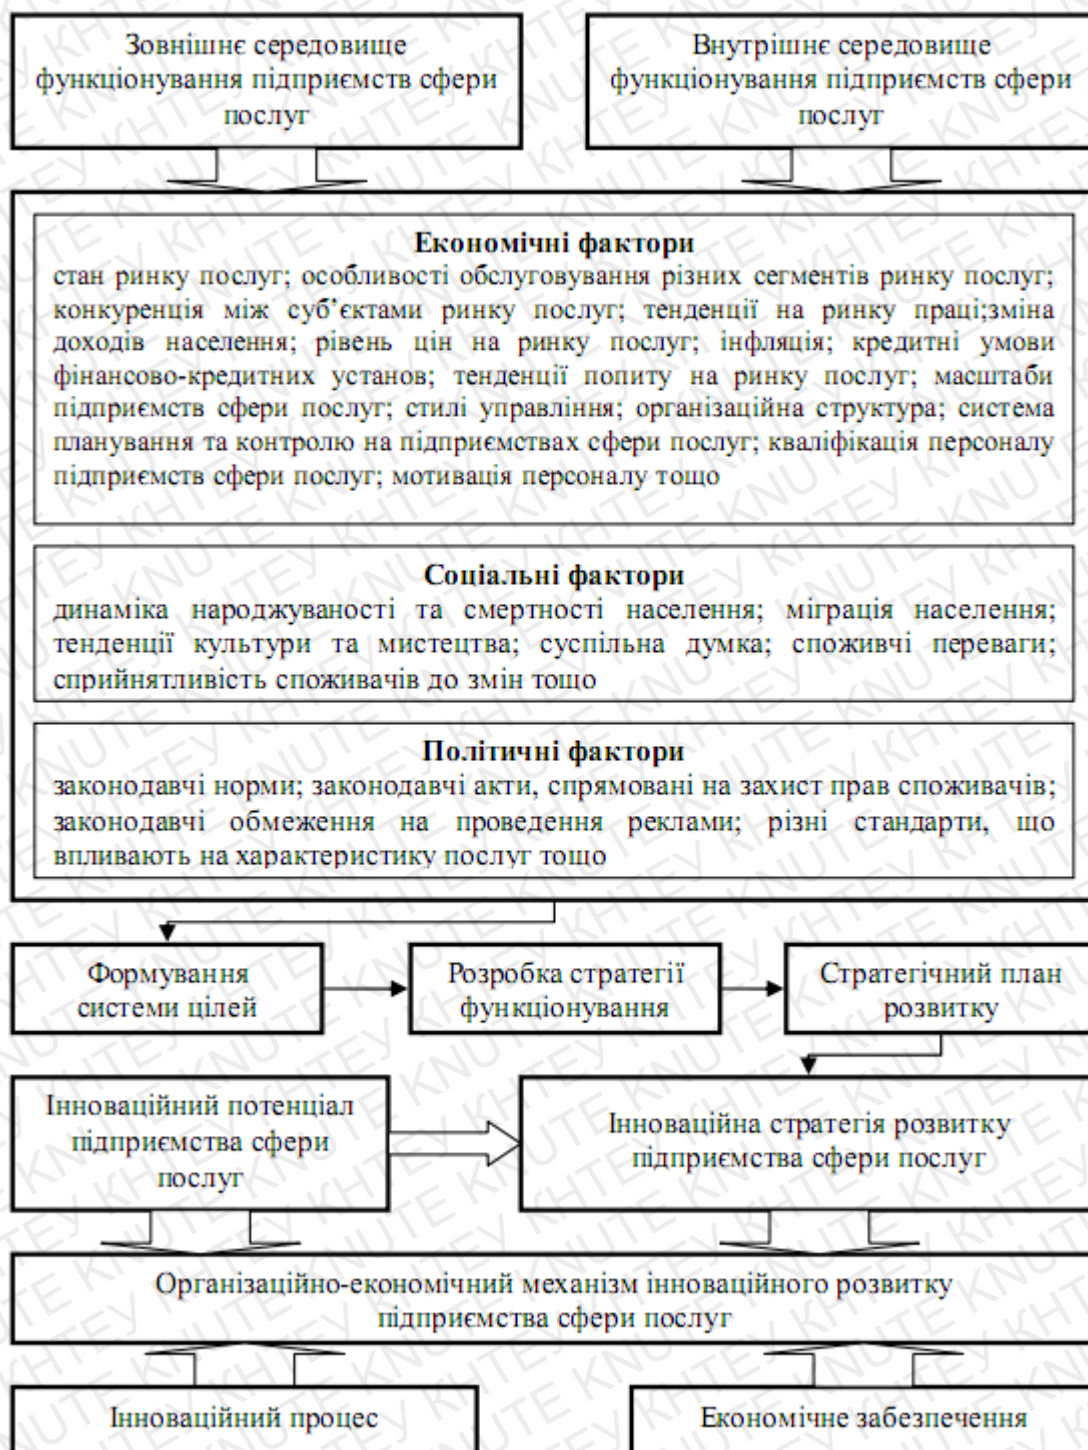 Зовнішнє середовище
функціонування підприємств сфери
послуг
Внутрішнє середовище
функціонування підприємств сфери
послуг
Економічні фактори
стан ринку послуг; особливості обслуговування різних сегментів ринку послуг;
конкуренція між суб’єктами ринку послуг; тенденції на ринку праці;зміна
доходів населення; рівень цін на ринку послуг; інфляція; кредитні умови
фінансово-кредитних установ; тенденції попиту на ринку послуг; масштаби
підприємств сфери послуг; стилі управління; організаційна структура; система
планування та контролю на підприємствах сфери послуг; кваліфікація персоналу
підприємств сфери послуг; мотивація персоналу тощо
Соціальні фактори
динаміка народжуваності та смертності населення; міграція населення;
тенденції культури та мистецтва; суспільна думка; споживчі переваги;
сприйнятливість споживачів до змін тощо
Політичні фактори
законодавчі норми; законодавчі акти, спрямовані на захист прав споживачів;
законодавчі обмеження на проведення реклами; різні стандарти, що
впливають на характеристику послуг тощо
Формування
системи цілей
Розробка стратегії
функціонування
Стратегічний план
розвитку
Інноваційний потенціал
підприємства сфери
послуг
Інноваційна стратегія розвитку
підприємства сфери послуг
Організаційно-економічний механізм інноваційного розвитку
підприємства сфери послуг
Інноваційний процес
Економічне забезпечення